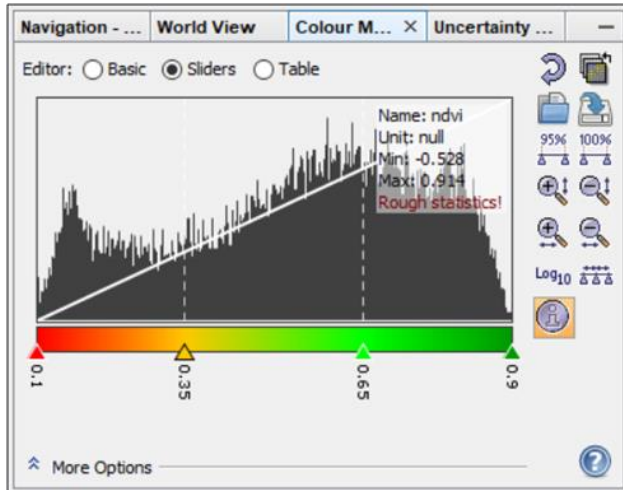 Navigation - ... World View Colour M... × Uncertainty ...
Editor: Basic Sliders Table
Name: ndvi
Unit: null
Min: -0.528
Max: 0.914
Rough statistics!
95% 100%
Log10
0.1 0.35 0.65 0.9
More Options